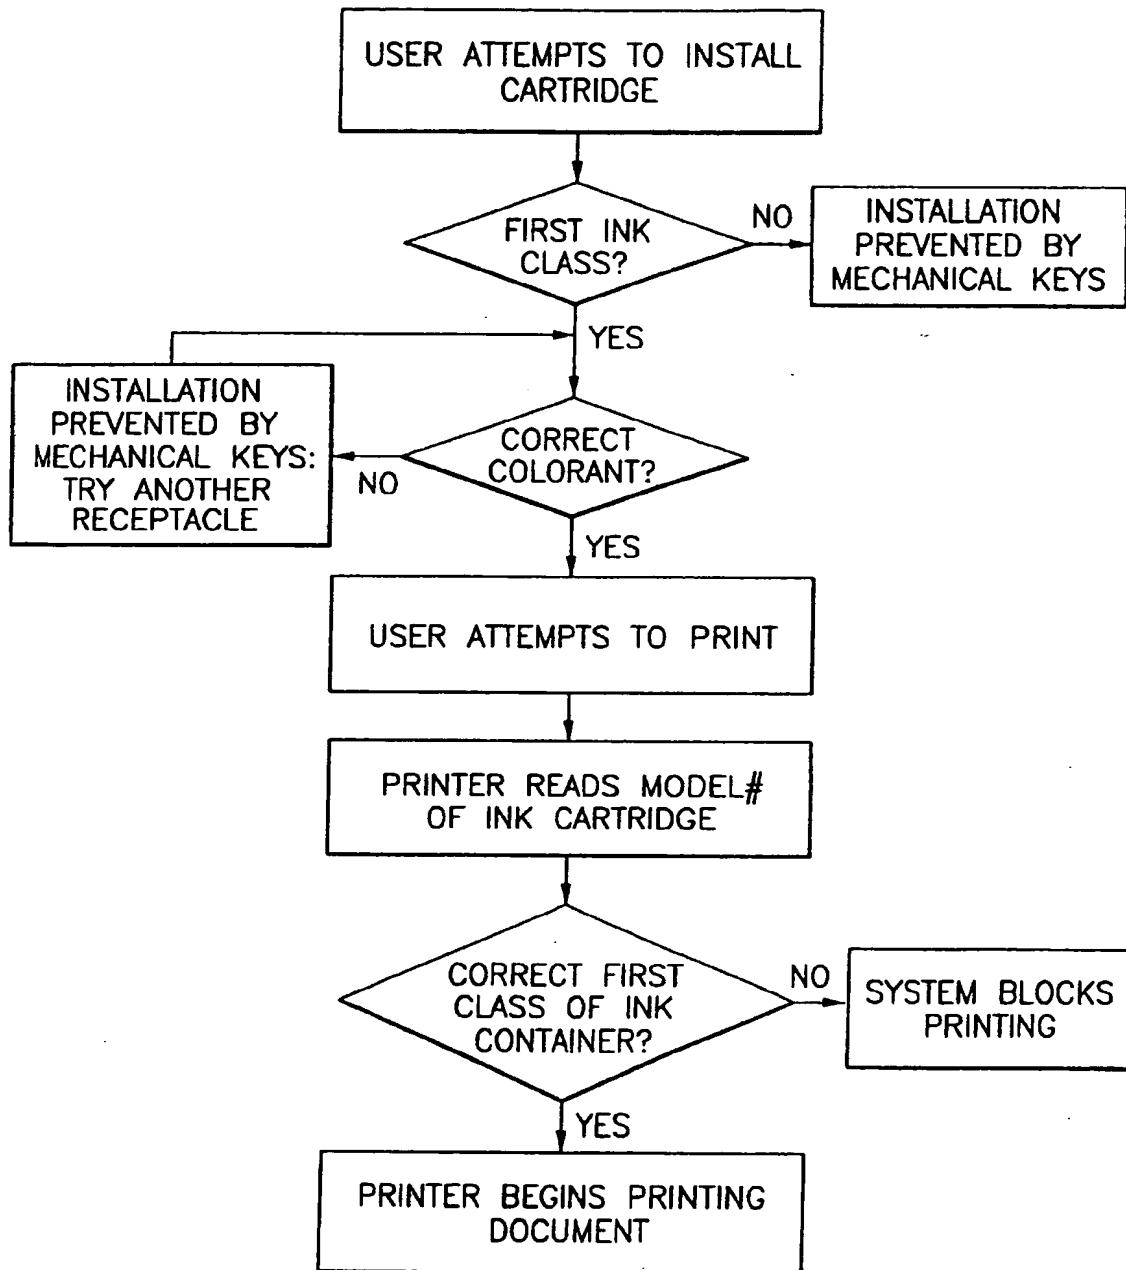 USER ATTEMPTS TO INSTALL
CARTRIDGE
FIRST INK
CLASS?
NO
INSTALLATION
PREVENTED BY
MECHANICAL KEYS
YES
INSTALLATION
PREVENTED BY
MECHANICAL KEYS:
TRY ANOTHER
RECEPTACLE
NO
CORRECT
COLORANT?
YES
USER ATTEMPTS TO PRINT
PRINTER READS MODEL#
OF INK CARTRIDGE
CORRECT FIRST
CLASS OF INK
CONTAINER?
NO
SYSTEM BLOCKS
PRINTING
YES
PRINTER BEGINS PRINTING
DOCUMENT